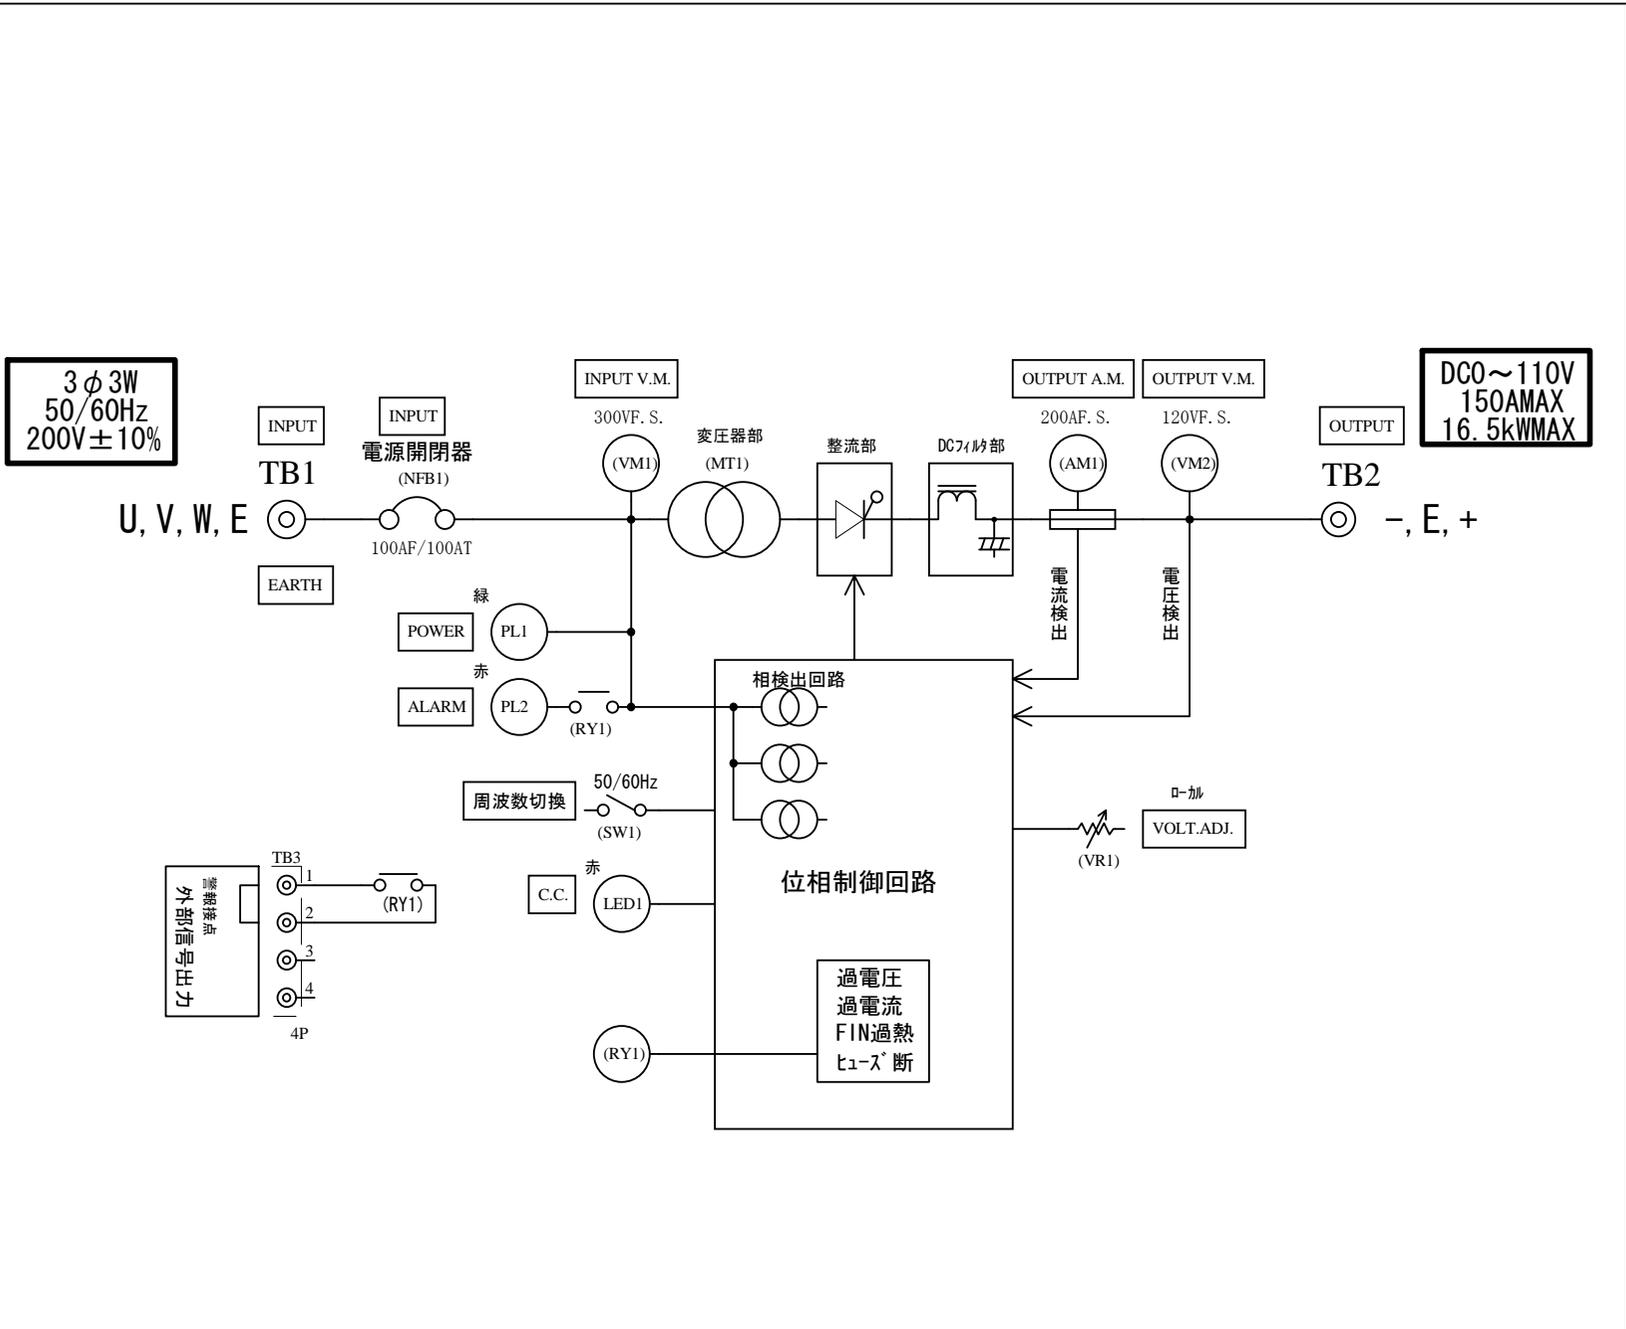 3φ3W
50/60Hz
200V±10%
INPUT
TB1
U, V, W, E
EARTH
INPUT
電源開閉器
(NFB1)
100AF/100AT
INPUT V.M.
300VF.S.
(VM1)
変圧器部
(MT1)
整流部
DCフィルタ部
OUTPUT A.M.
200AF.S.
(AM1)
OUTPUT V.M.
120VF.S.
(VM2)
OUTPUT
TB2
−, E, +
DC0～110V
150AMAX
16.5kWMAX
電流検出
電圧検出
緑
POWER
PL1
赤
ALARM
PL2
(RY1)
相検出回路
周波数切換
50/60Hz
(SW1)
ローカル
VOLT.ADJ.
(VR1)
赤
C.C.
LED1
位相制御回路
TB3
1
2
3
4
4P
(RY1)
警報接点
外部信号出力
(RY1)
過電圧
過電流
FIN過熱
ヒューズ断